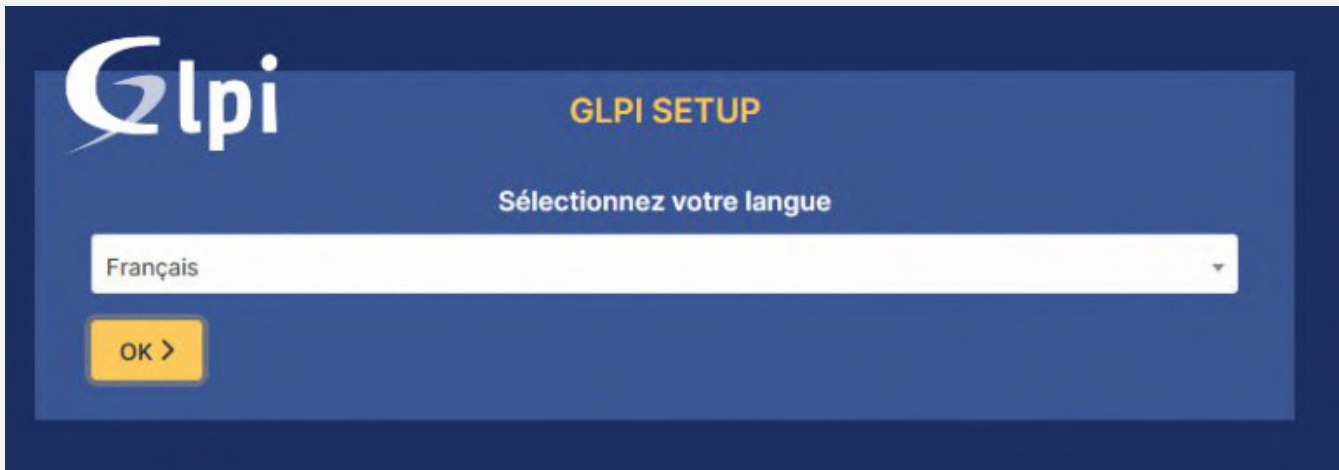 Glpi
GLPI SETUP
Sélectionnez votre langue
Français
OK >